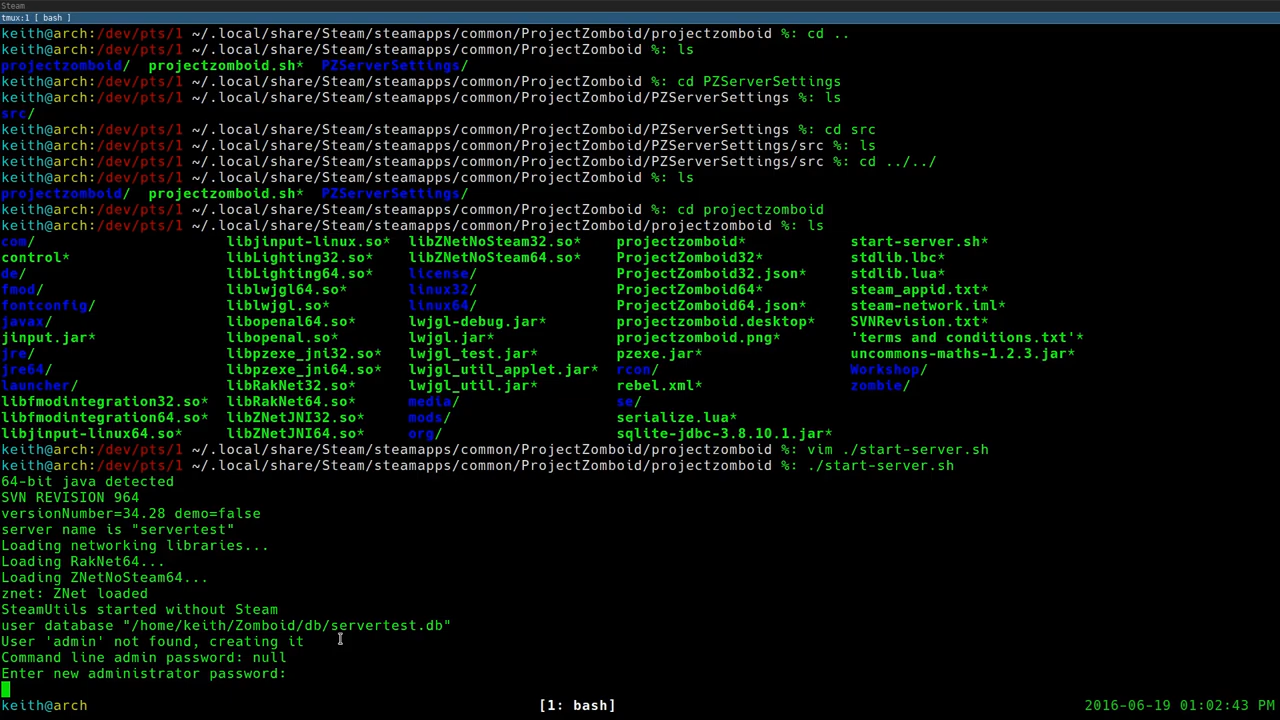 Steam
tmux:1 [ bash ]
keith@arch:/dev/pts/1 ~/.local/share/Steam/steamapps/common/ProjectZomboid/projectzomboid %: cd ..
keith@arch:/dev/pts/1 ~/.local/share/Steam/steamapps/common/ProjectZomboid %: ls
projectzomboid/  projectzomboid.sh*  PZServerSettings/
keith@arch:/dev/pts/1 ~/.local/share/Steam/steamapps/common/ProjectZomboid %: cd PZServerSettings
keith@arch:/dev/pts/1 ~/.local/share/Steam/steamapps/common/ProjectZomboid/PZServerSettings %: ls
src/
keith@arch:/dev/pts/1 ~/.local/share/Steam/steamapps/common/ProjectZomboid/PZServerSettings %: cd src
keith@arch:/dev/pts/1 ~/.local/share/Steam/steamapps/common/ProjectZomboid/PZServerSettings/src %: ls
keith@arch:/dev/pts/1 ~/.local/share/Steam/steamapps/common/ProjectZomboid/PZServerSettings/src %: cd ../../
keith@arch:/dev/pts/1 ~/.local/share/Steam/steamapps/common/ProjectZomboid %: ls
projectzomboid/  projectzomboid.sh*  PZServerSettings/
keith@arch:/dev/pts/1 ~/.local/share/Steam/steamapps/common/ProjectZomboid %: cd projectzomboid
keith@arch:/dev/pts/1 ~/.local/share/Steam/steamapps/common/ProjectZomboid/projectzomboid %: ls
com/ libjinput-linux.so* libZNetNoSteam32.so* projectzomboid* start-server.sh*
control* libLighting32.so* libZNetNoSteam64.so* ProjectZomboid32* stdlib.lbc*
de/ libLighting64.so* license/ ProjectZomboid32.json* stdlib.lua*
fmod/ liblwjgl64.so* linux32/ ProjectZomboid64* steam_appid.txt*
fontconfig/ liblwjgl.so* linux64/ ProjectZomboid64.json* steam-network.iml*
javax/ libopenal64.so* lwjgl-debug.jar* projectzomboid.desktop* SVNRevision.txt*
jinput.jar* libopenal.so* lwjgl.jar* projectzomboid.png* 'terms and conditions.txt'*
jre/ libpzexe_jni32.so* lwjgl_test.jar* pzexe.jar* uncommons-maths-1.2.3.jar*
jre64/ libpzexe_jni64.so* lwjgl_util_applet.jar* rcon/ Workshop/
launcher/ libRakNet32.so* lwjgl_util.jar* rebel.xml* zombie/
libfmodintegration32.so* libRakNet64.so* media/ se/
libfmodintegration64.so* libZNetJNI32.so* mods/ serialize.lua*
libjinput-linux64.so* libZNetJNI64.so* org/ sqlite-jdbc-3.8.10.1.jar*
keith@arch:/dev/pts/1 ~/.local/share/Steam/steamapps/common/ProjectZomboid/projectzomboid %: vim ./start-server.sh
keith@arch:/dev/pts/1 ~/.local/share/Steam/steamapps/common/ProjectZomboid/projectzomboid %: ./start-server.sh
64-bit java detected
SVN REVISION 964
versionNumber=34.28 demo=false
server name is "servertest"
Loading networking libraries...
Loading RakNet64...
Loading ZNetNoSteam64...
znet: ZNet loaded
SteamUtils started without Steam
user database "/home/keith/Zomboid/db/servertest.db"
User 'admin' not found, creating it
Command line admin password: null
Enter new administrator password:
keith@arch [1: bash] 2016-06-19 01:02:43 PM